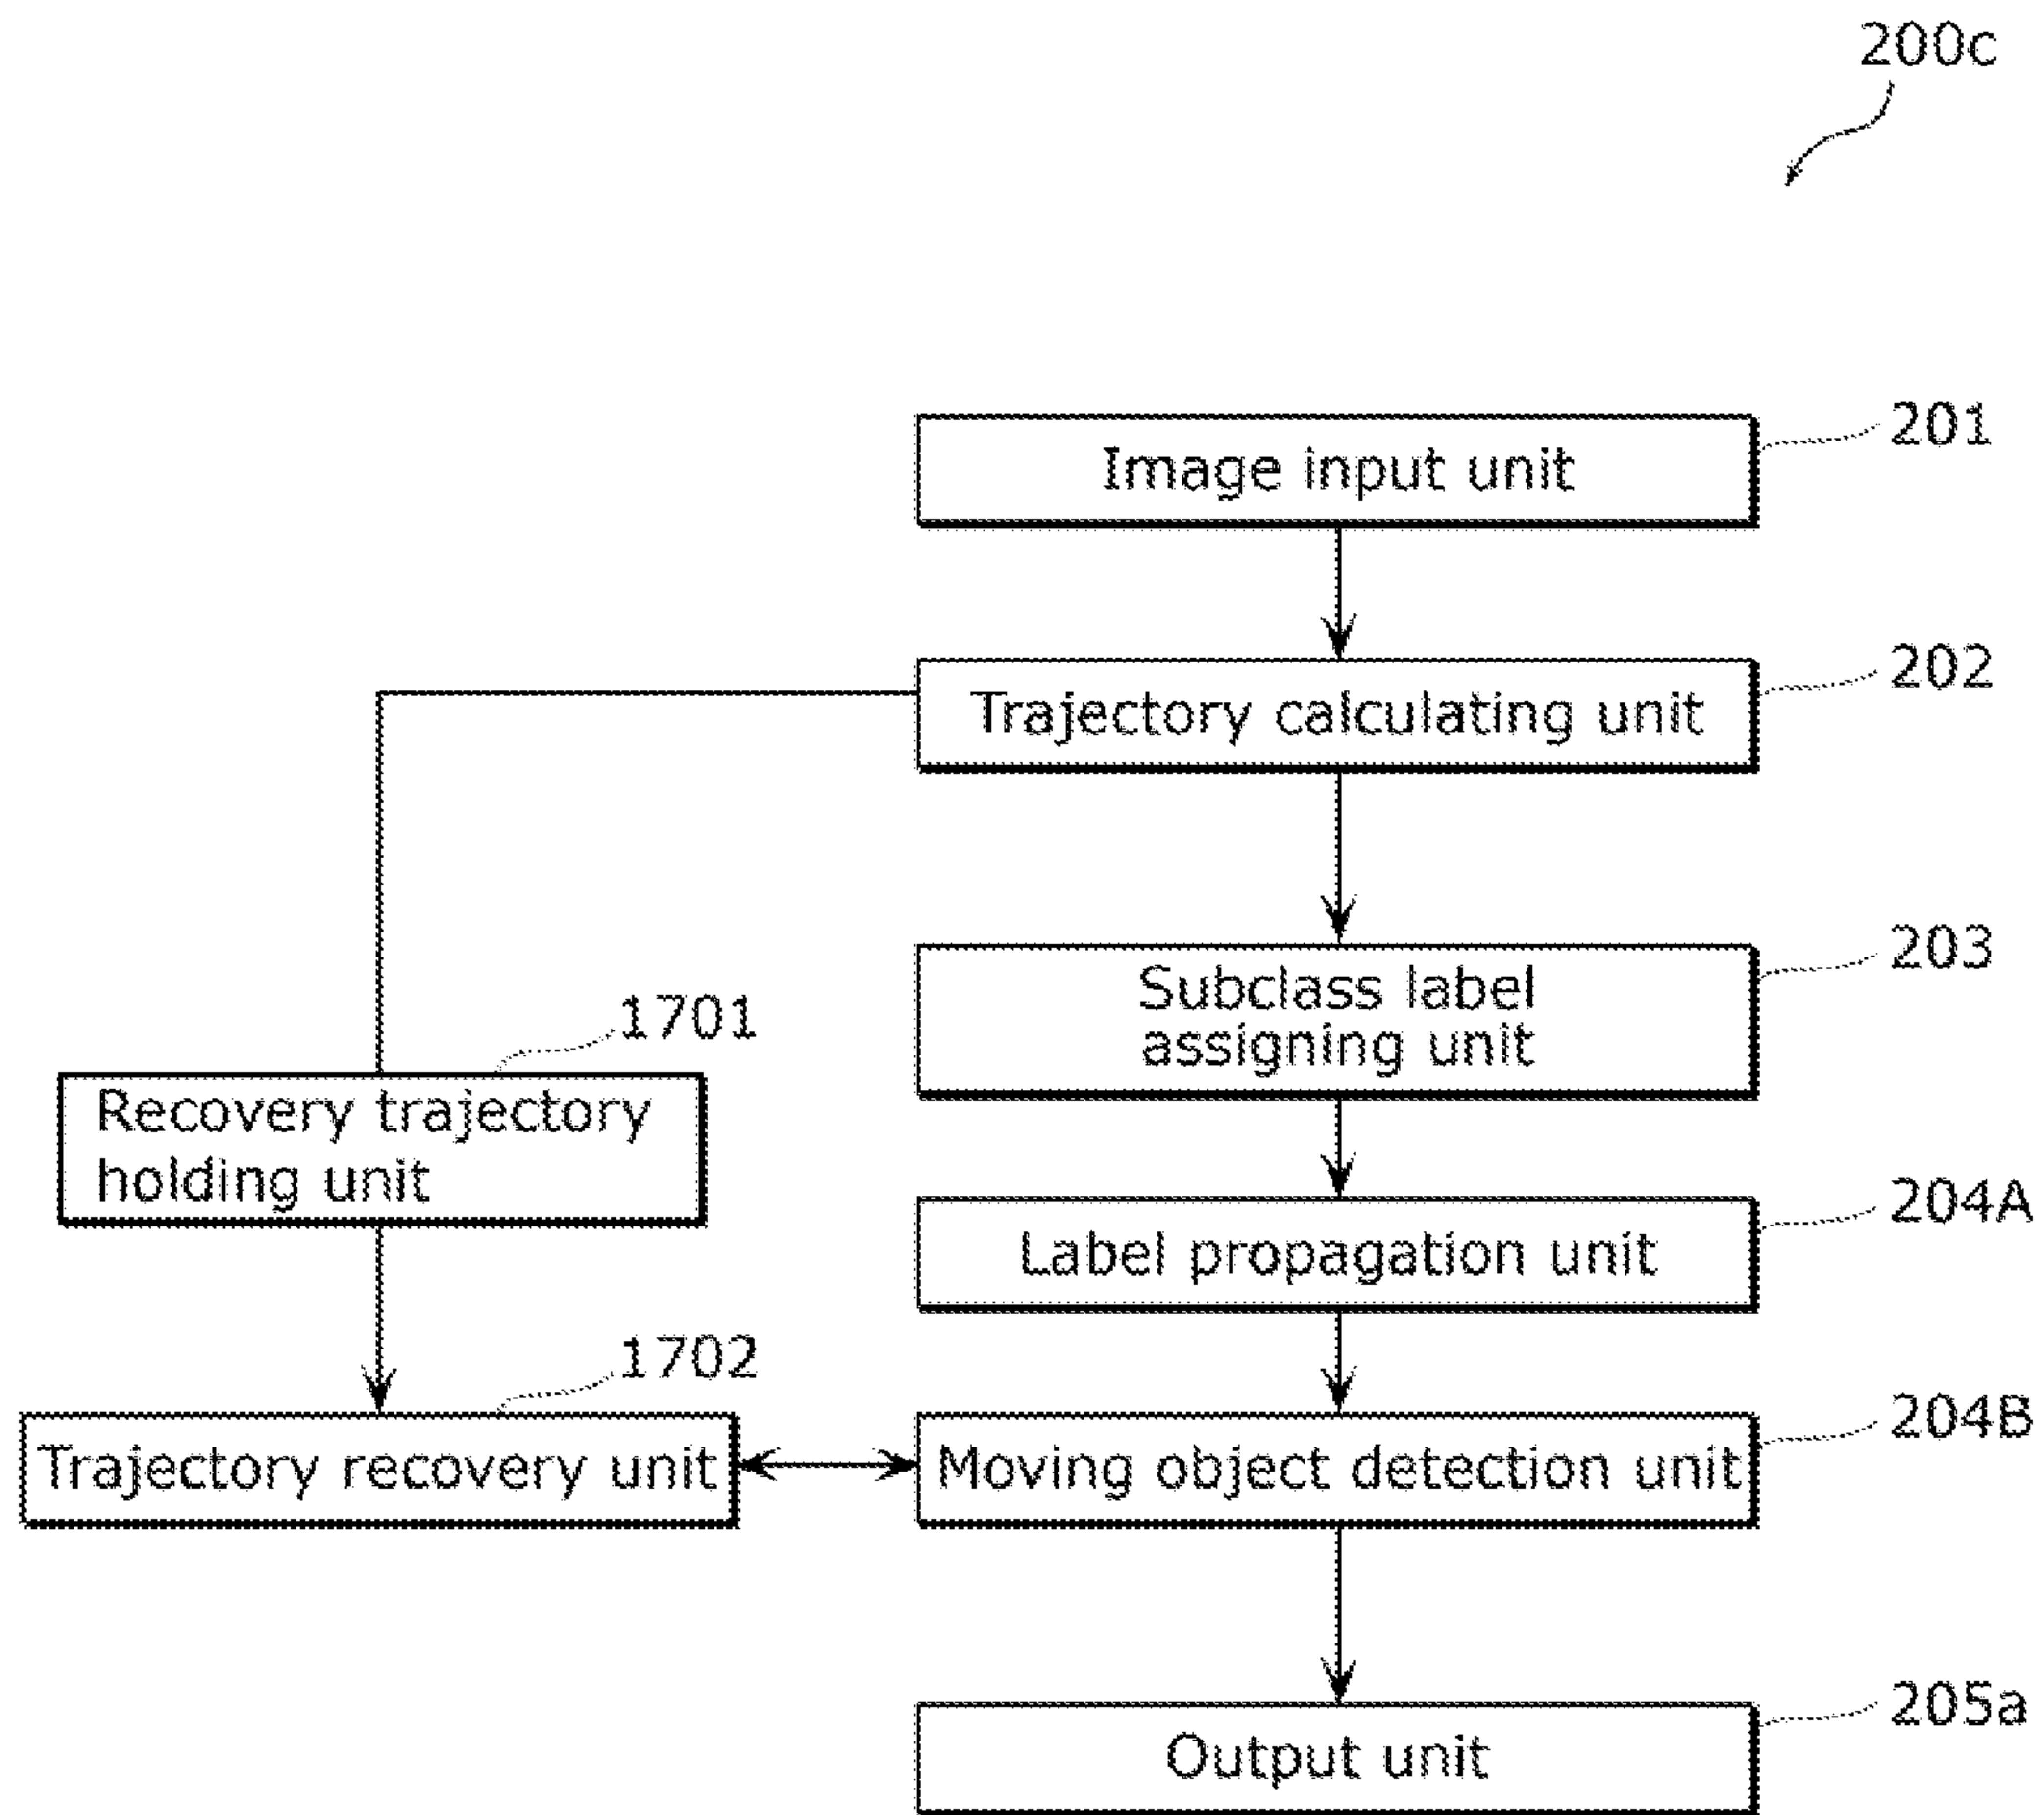 200c
Image input unit
201
Trajectory calculating unit
202
Subclass label
assigning unit
203
1701
Recovery trajectory
holding unit
Label propagation unit
204A
1702
Trajectory recovery unit
Moving object detection unit
204B
Output unit
205a